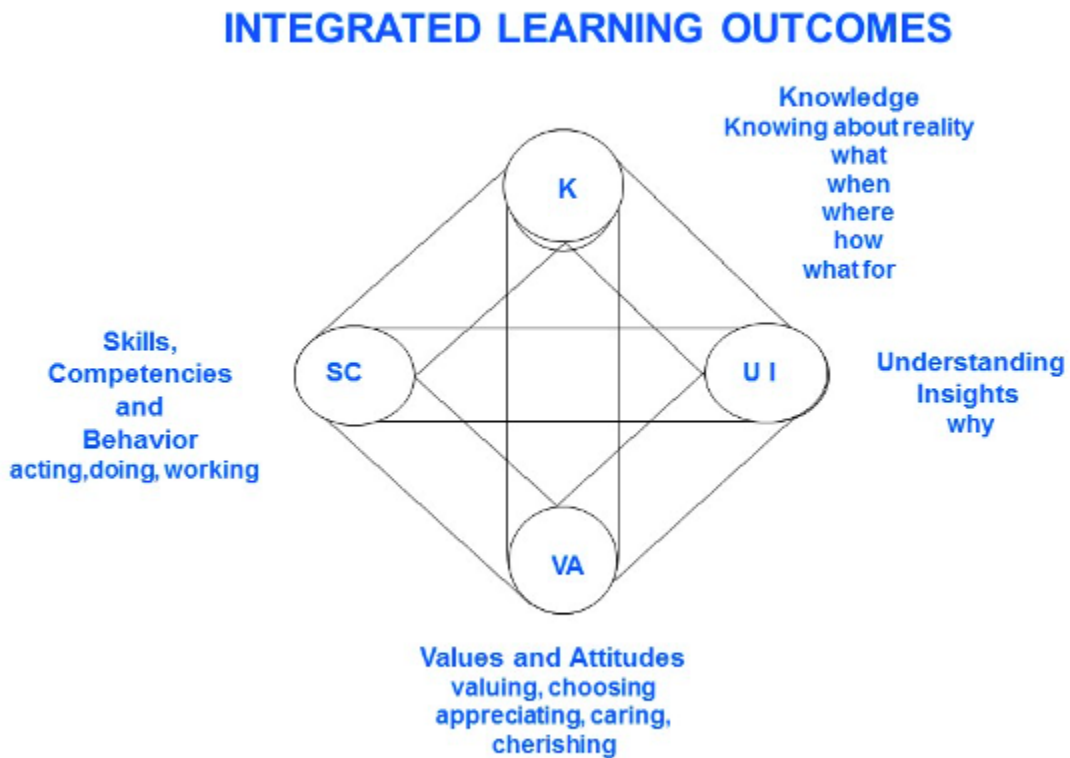 INTEGRATED LEARNING OUTCOMES
Knowledge
Knowing about reality
what
when
where
how
what for
K
Skills,
Competencies
and
Behavior
acting,doing, working
SC
U I
Understanding
Insights
why
VA
Values and Attitudes
valuing, choosing
appreciating, caring,
cherishing